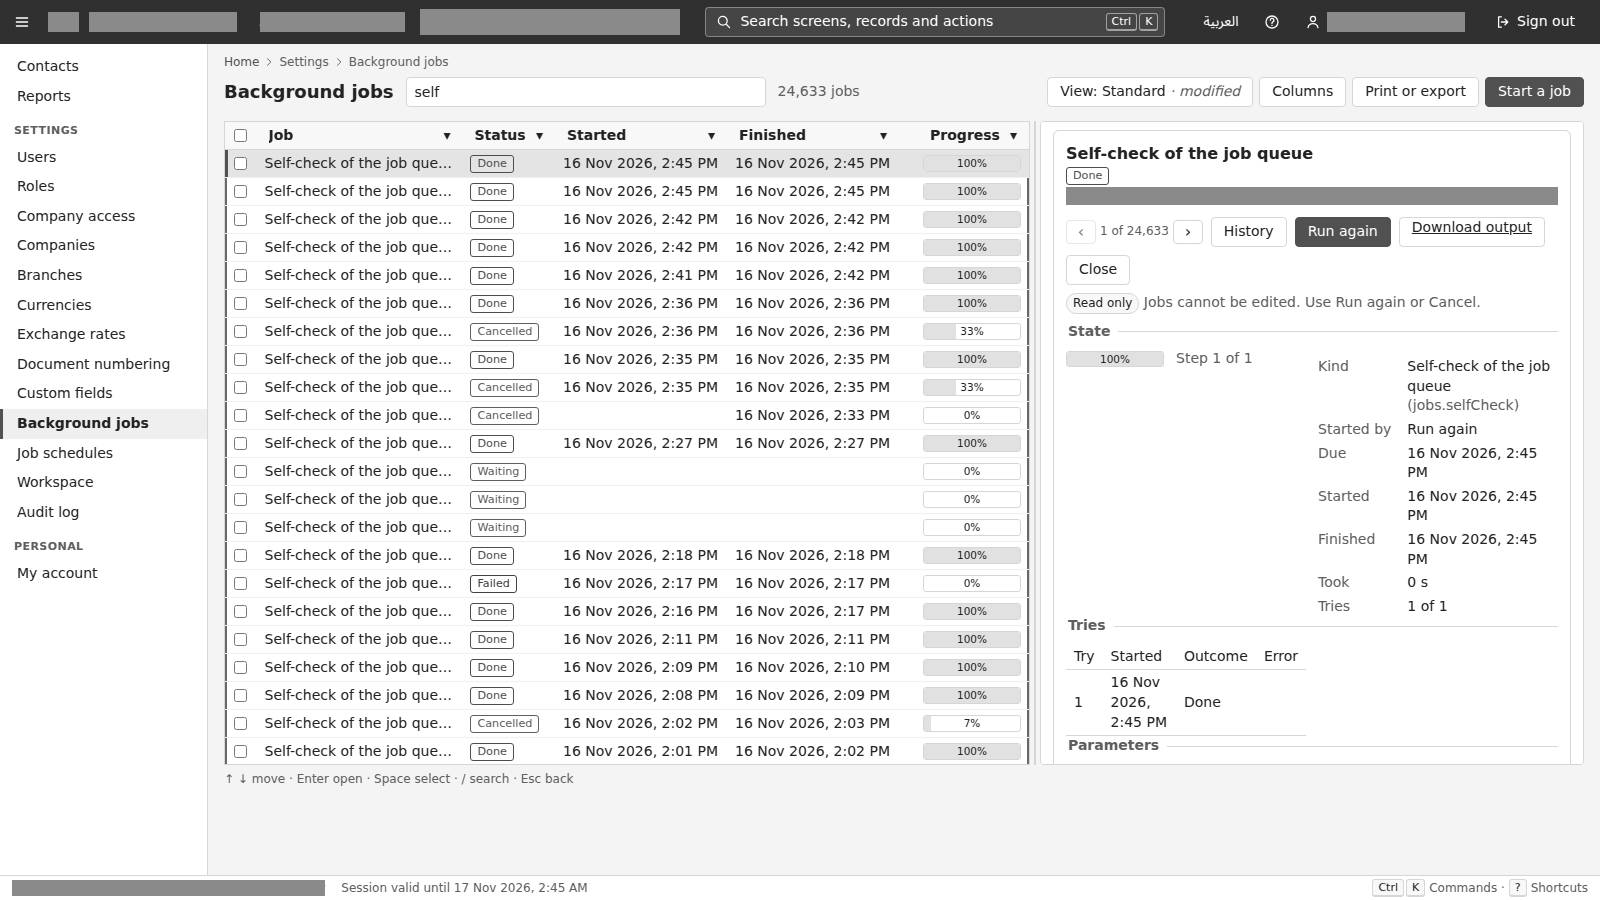 Search screens, records and actions Ctrl K العربية Sign out
Contacts
Reports
SETTINGS
Users
Roles
Company access
Companies
Branches
Currencies
Exchange rates
Document numbering
Custom fields
Background jobs
Job schedules
Workspace
Audit log
PERSONAL
My account
Home > Settings > Background jobs
Background jobs self 24,633 jobs View: Standard · modified Columns Print or export Start a job
Job ▼ Status ▼ Started ▼ Finished ▼ Progress ▼
Self-check of the job que… Done 16 Nov 2026, 2:45 PM 16 Nov 2026, 2:45 PM 100%
Self-check of the job que… Done 16 Nov 2026, 2:45 PM 16 Nov 2026, 2:45 PM 100%
Self-check of the job que… Done 16 Nov 2026, 2:42 PM 16 Nov 2026, 2:42 PM 100%
Self-check of the job que… Done 16 Nov 2026, 2:42 PM 16 Nov 2026, 2:42 PM 100%
Self-check of the job que… Done 16 Nov 2026, 2:41 PM 16 Nov 2026, 2:42 PM 100%
Self-check of the job que… Done 16 Nov 2026, 2:36 PM 16 Nov 2026, 2:36 PM 100%
Self-check of the job que… Cancelled 16 Nov 2026, 2:36 PM 16 Nov 2026, 2:36 PM 33%
Self-check of the job que… Done 16 Nov 2026, 2:35 PM 16 Nov 2026, 2:35 PM 100%
Self-check of the job que… Cancelled 16 Nov 2026, 2:35 PM 16 Nov 2026, 2:35 PM 33%
Self-check of the job que… Cancelled 16 Nov 2026, 2:33 PM 0%
Self-check of the job que… Done 16 Nov 2026, 2:27 PM 16 Nov 2026, 2:27 PM 100%
Self-check of the job que… Waiting 0%
Self-check of the job que… Waiting 0%
Self-check of the job que… Waiting 0%
Self-check of the job que… Done 16 Nov 2026, 2:18 PM 16 Nov 2026, 2:18 PM 100%
Self-check of the job que… Failed 16 Nov 2026, 2:17 PM 16 Nov 2026, 2:17 PM 0%
Self-check of the job que… Done 16 Nov 2026, 2:16 PM 16 Nov 2026, 2:17 PM 100%
Self-check of the job que… Done 16 Nov 2026, 2:11 PM 16 Nov 2026, 2:11 PM 100%
Self-check of the job que… Done 16 Nov 2026, 2:09 PM 16 Nov 2026, 2:10 PM 100%
Self-check of the job que… Done 16 Nov 2026, 2:08 PM 16 Nov 2026, 2:09 PM 100%
Self-check of the job que… Cancelled 16 Nov 2026, 2:02 PM 16 Nov 2026, 2:03 PM 7%
Self-check of the job que… Done 16 Nov 2026, 2:01 PM 16 Nov 2026, 2:02 PM 100%
↑ ↓ move · Enter open · Space select · / search · Esc back
Self-check of the job queue
Done
‹ 1 of 24,633 › History Run again Download output
Close
Read only Jobs cannot be edited. Use Run again or Cancel.
State
100% Step 1 of 1
Kind Self-check of the job
queue
(jobs.selfCheck)
Started by Run again
Due 16 Nov 2026, 2:45
PM
Started 16 Nov 2026, 2:45
PM
Finished 16 Nov 2026, 2:45
PM
Took 0 s
Tries 1 of 1
Tries
Try Started Outcome Error
1 16 Nov
2026,
2:45 PM Done
Parameters
Session valid until 17 Nov 2026, 2:45 AM Ctrl K Commands · ? Shortcuts